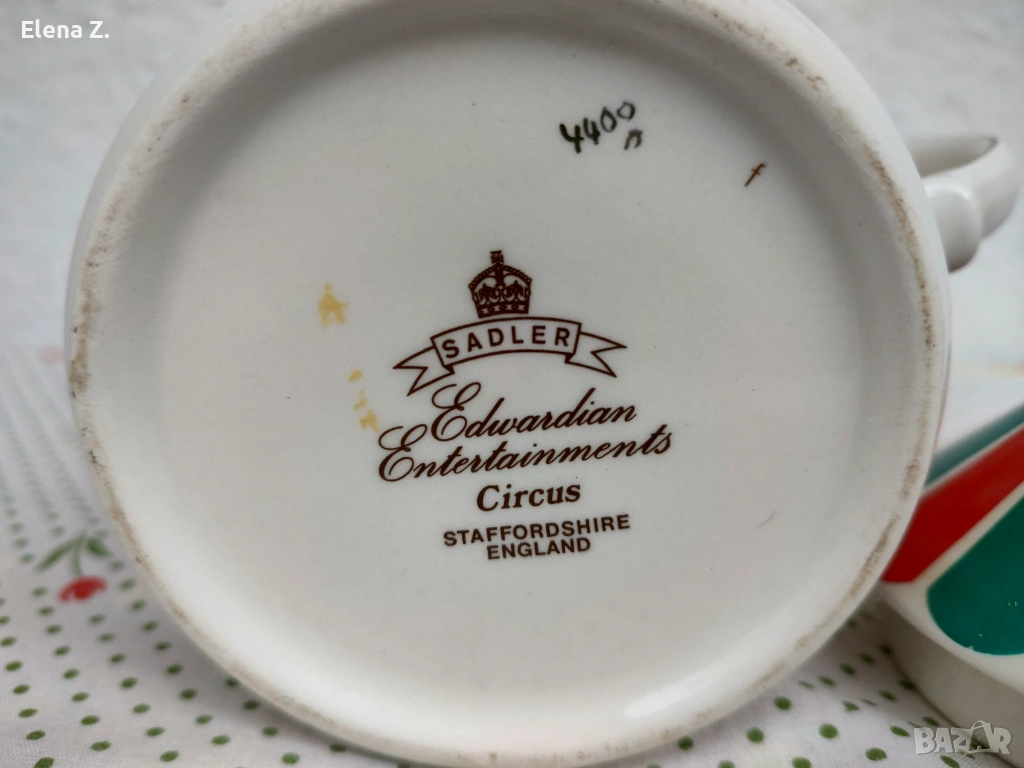 Elena Z.
4400
f
SADLER
Edwardian
Entertainments
Circus
STAFFORDSHIRE
ENGLAND
BAZAR